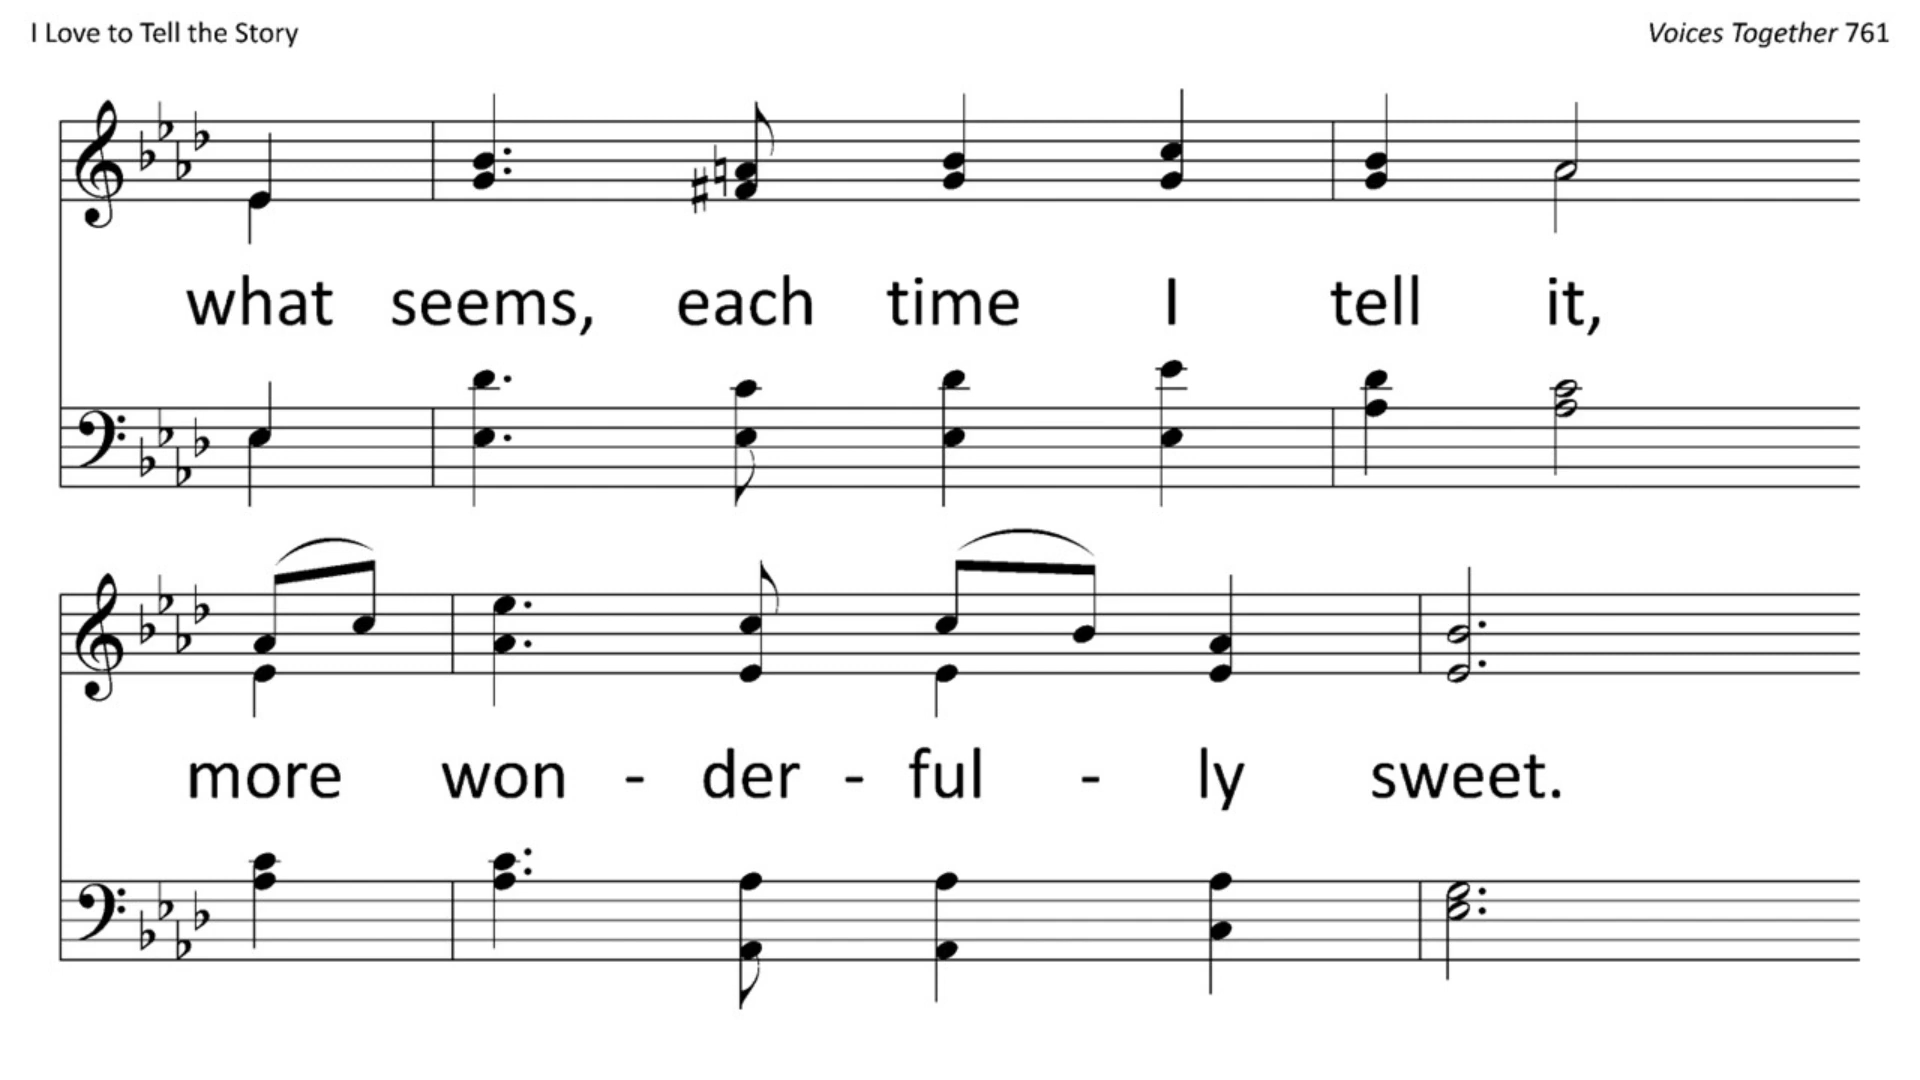 I Love to Tell the Story
Voices Together 761
what seems, each time I tell it,
more won - der - ful - ly sweet.